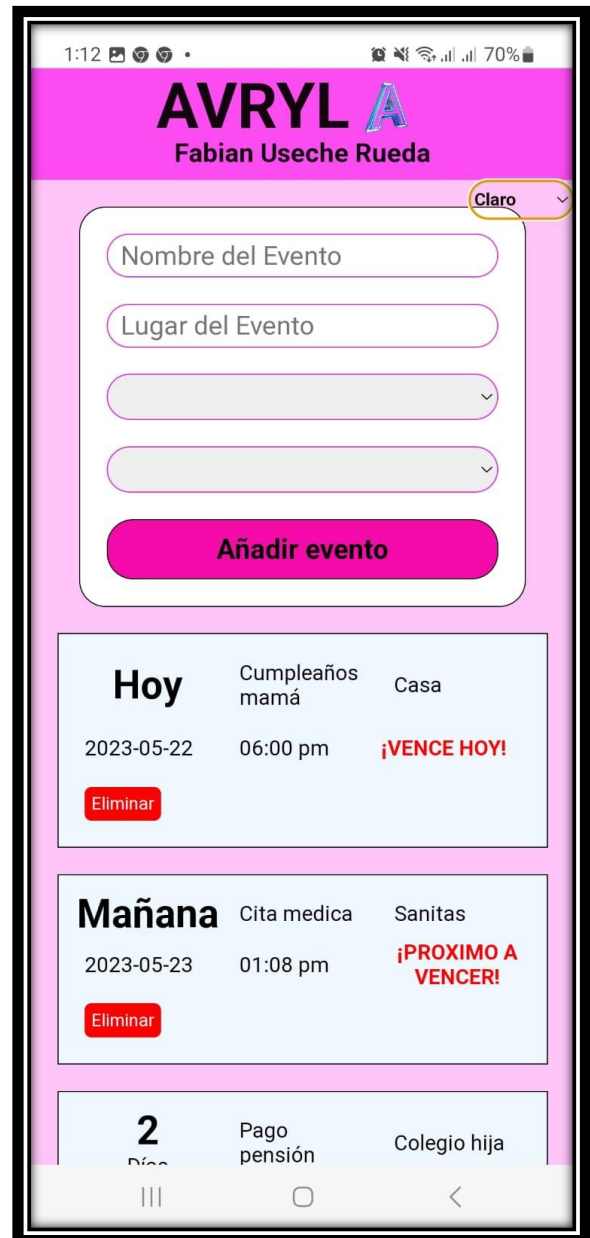 1:12 70%
AVRYL A
Fabian Useche Rueda
Claro
Nombre del Evento
Lugar del Evento
Añadir evento
Hoy
Cumpleaños
mamá
Casa
2023-05-22
06:00 pm
¡VENCE HOY!
Eliminar
Mañana
Cita medica
Sanitas
2023-05-23
01:08 pm
¡PROXIMO A
VENCER!
Eliminar
2
Días
Pago
pensión
Colegio hija